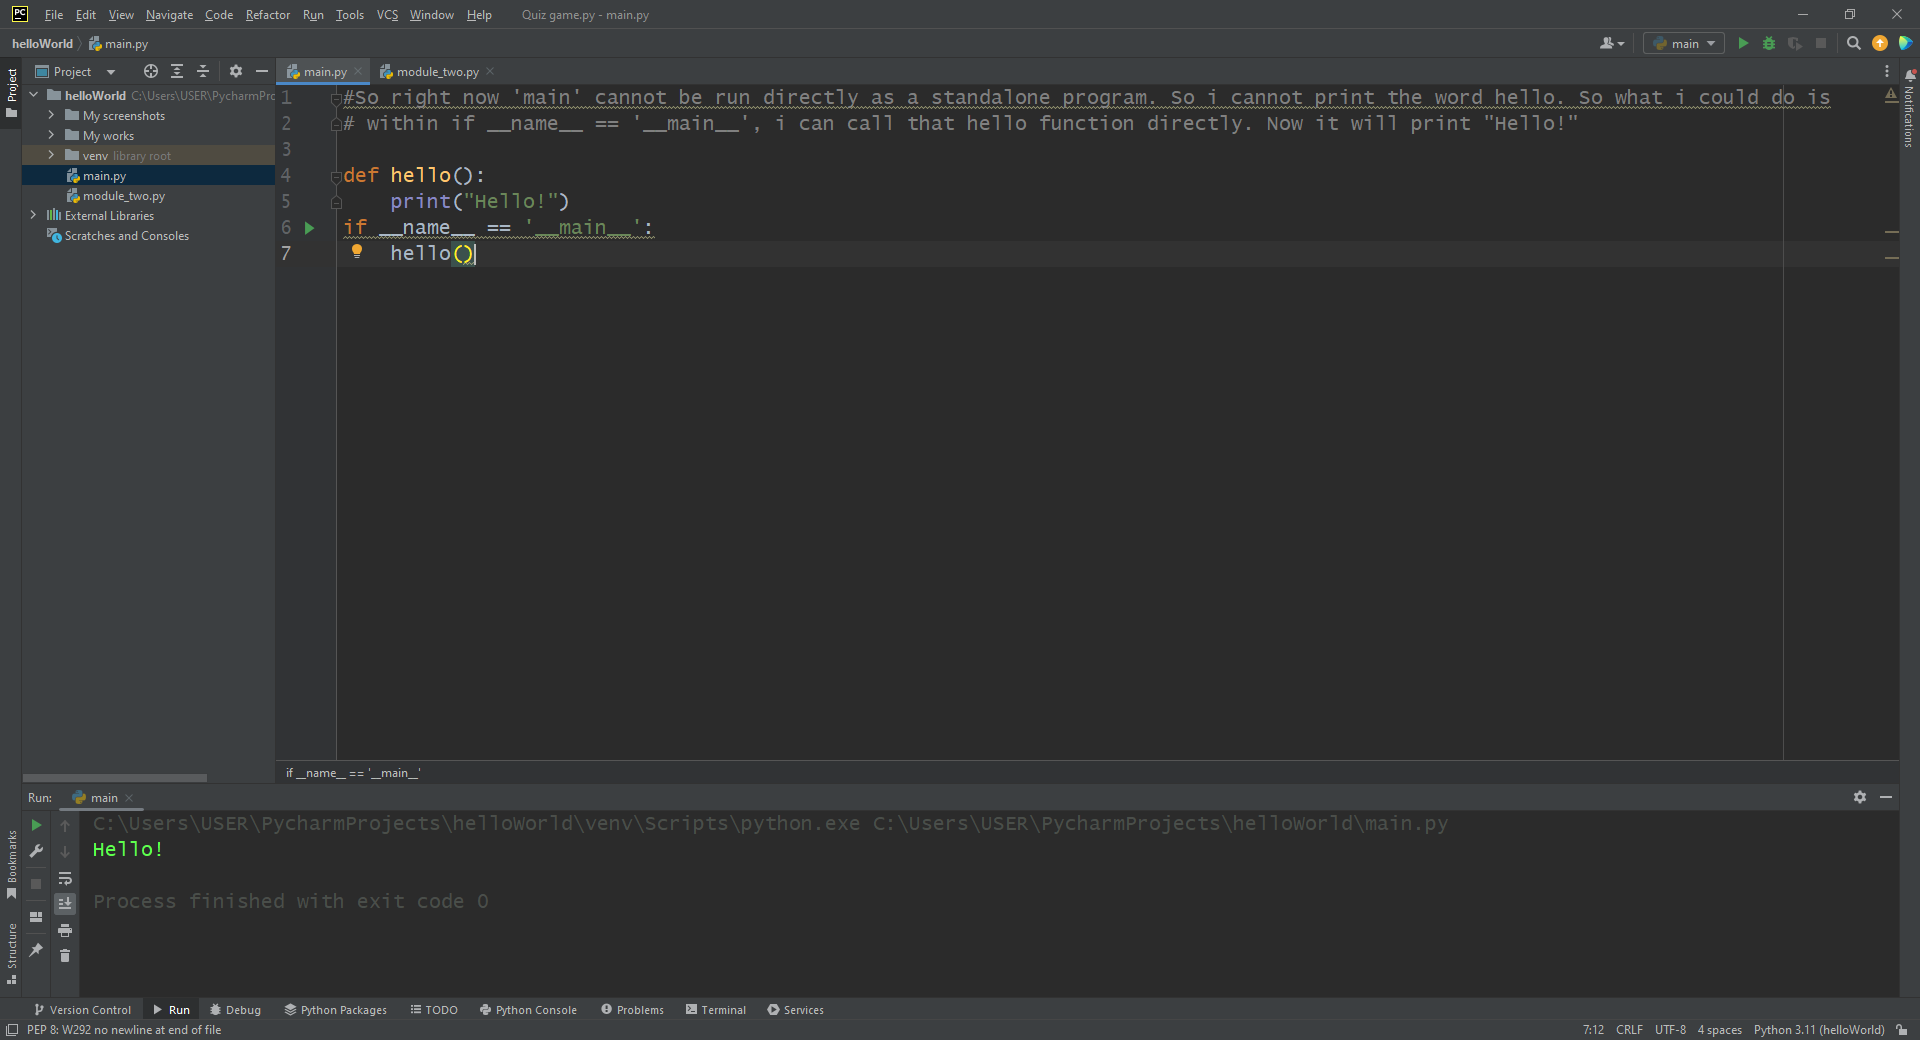 PC File Edit View Navigate Code Refactor Run Tools VCS Window Help Quiz game.py - main.py
helloWorld main.py main
Project
Project
main.py module_two.py
helloWorld C:\Users\USER\PycharmPro
My screenshots
My works
venv library root
main.py
module_two.py
External Libraries
Scratches and Consoles
1 #So right now 'main' cannot be run directly as a standalone program. So i cannot print the word hello. So what i could do is
2 # within if __name__ == '__main__', i can call that hello function directly. Now it will print "Hello!"
3
4 def hello():
5     print("Hello!")
6 if __name__ == '__main__':
7     hello()
Notifications
if __name__ == '__main__'
Run: main
C:\Users\USER\PycharmProjects\helloWorld\venv\Scripts\python.exe C:\Users\USER\PycharmProjects\helloWorld\main.py
Hello!
Process finished with exit code 0
Bookmarks
Structure
Version Control Run Debug Python Packages TODO Python Console Problems Terminal Services
PEP 8: W292 no newline at end of file 7:12 CRLF UTF-8 4 spaces Python 3.11 (helloWorld)